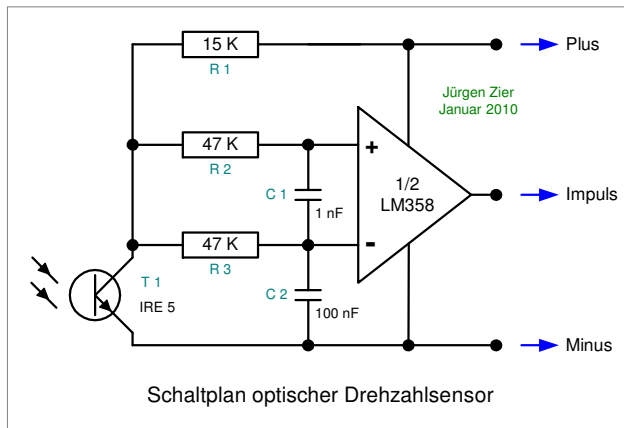 15 K
Plus
R 1
Jürgen Zier
Januar 2010
47 K
+
R 2
1/2
LM358
C 1
1 nF
Impuls
47 K
-
R 3
T 1
IRE 5
C 2
100 nF
Minus
Schaltplan optischer Drehzahlsensor